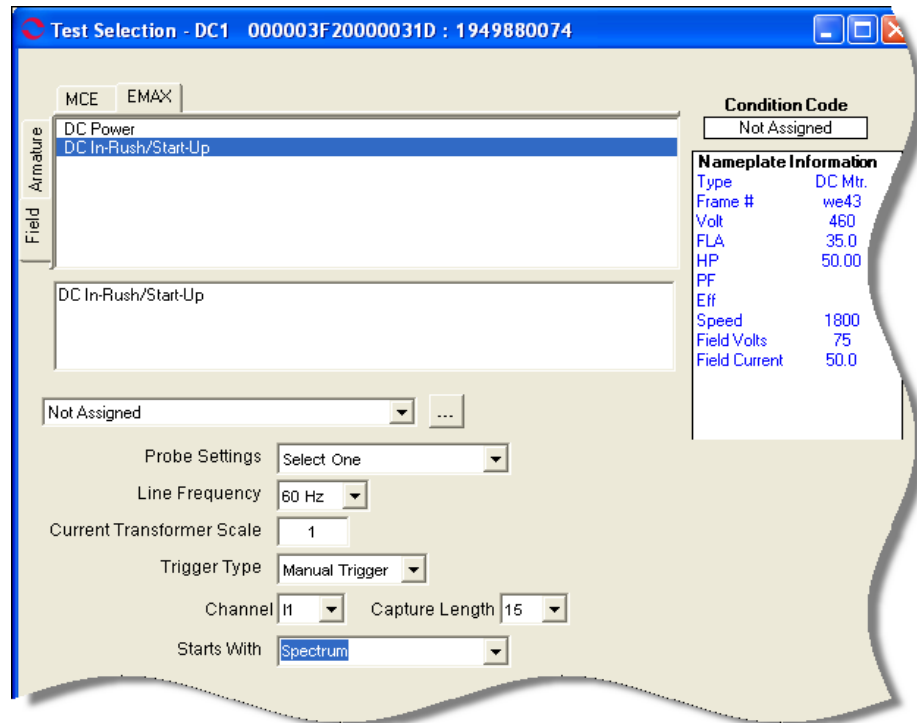 Test Selection - DC1 000003F20000031D : 1949880074
MCE EMAX
Armature
Field
DC Power
DC In-Rush/Start-Up
DC In-Rush/Start-Up
Condition Code
Not Assigned
Nameplate Information
Type DC Mtr.
Frame # we43
Volt 460
FLA 35.0
HP 50.00
PF
Eff
Speed 1800
Field Volts 75
Field Current 50.0
Not Assigned ...
Probe Settings Select One
Line Frequency 60 Hz
Current Transformer Scale 1
Trigger Type Manual Trigger
Channel I1 Capture Length 15
Starts With Spectrum